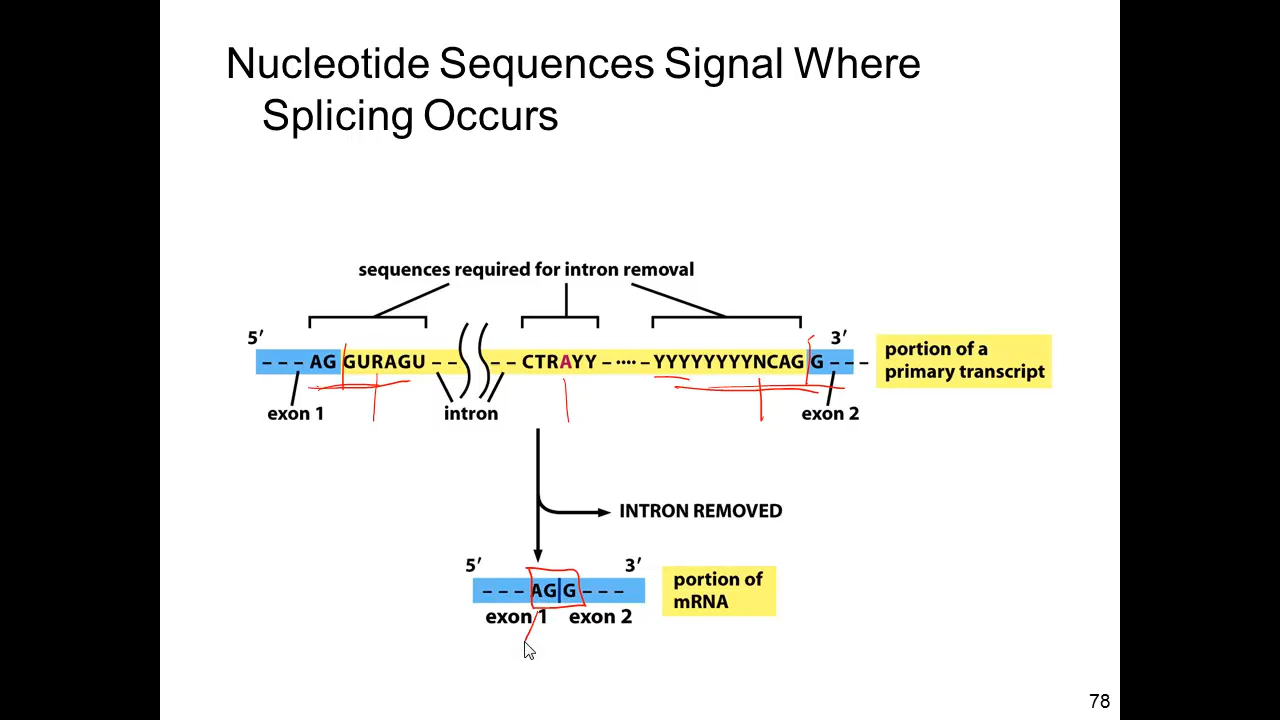 Nucleotide Sequences Signal Where
Splicing Occurs
sequences required for intron removal
5′ 3′
– – – AG GURAGU – – – – CTRAYY – ···· – YYYYYYYYNCAG G – – –
portion of a
primary transcript
exon 1 intron exon 2
INTRON REMOVED
5′ 3′
– – – AG G – – –
portion of
mRNA
exon 1 exon 2
78